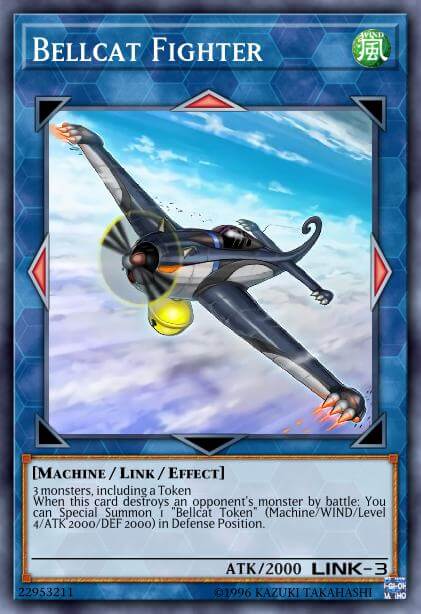 Bellcat Fighter
WIND
風
[Machine / Link / Effect]
3 monsters, including a Token
When this card destroys an opponent's monster by battle: You
can Special Summon 1 "Bellcat Token" (Machine/WIND/Level
4/ATK 2000/DEF 2000) in Defense Position.
ATK/2000 LINK-3
22953211 ©1996 KAZUKI TAKAHASHI